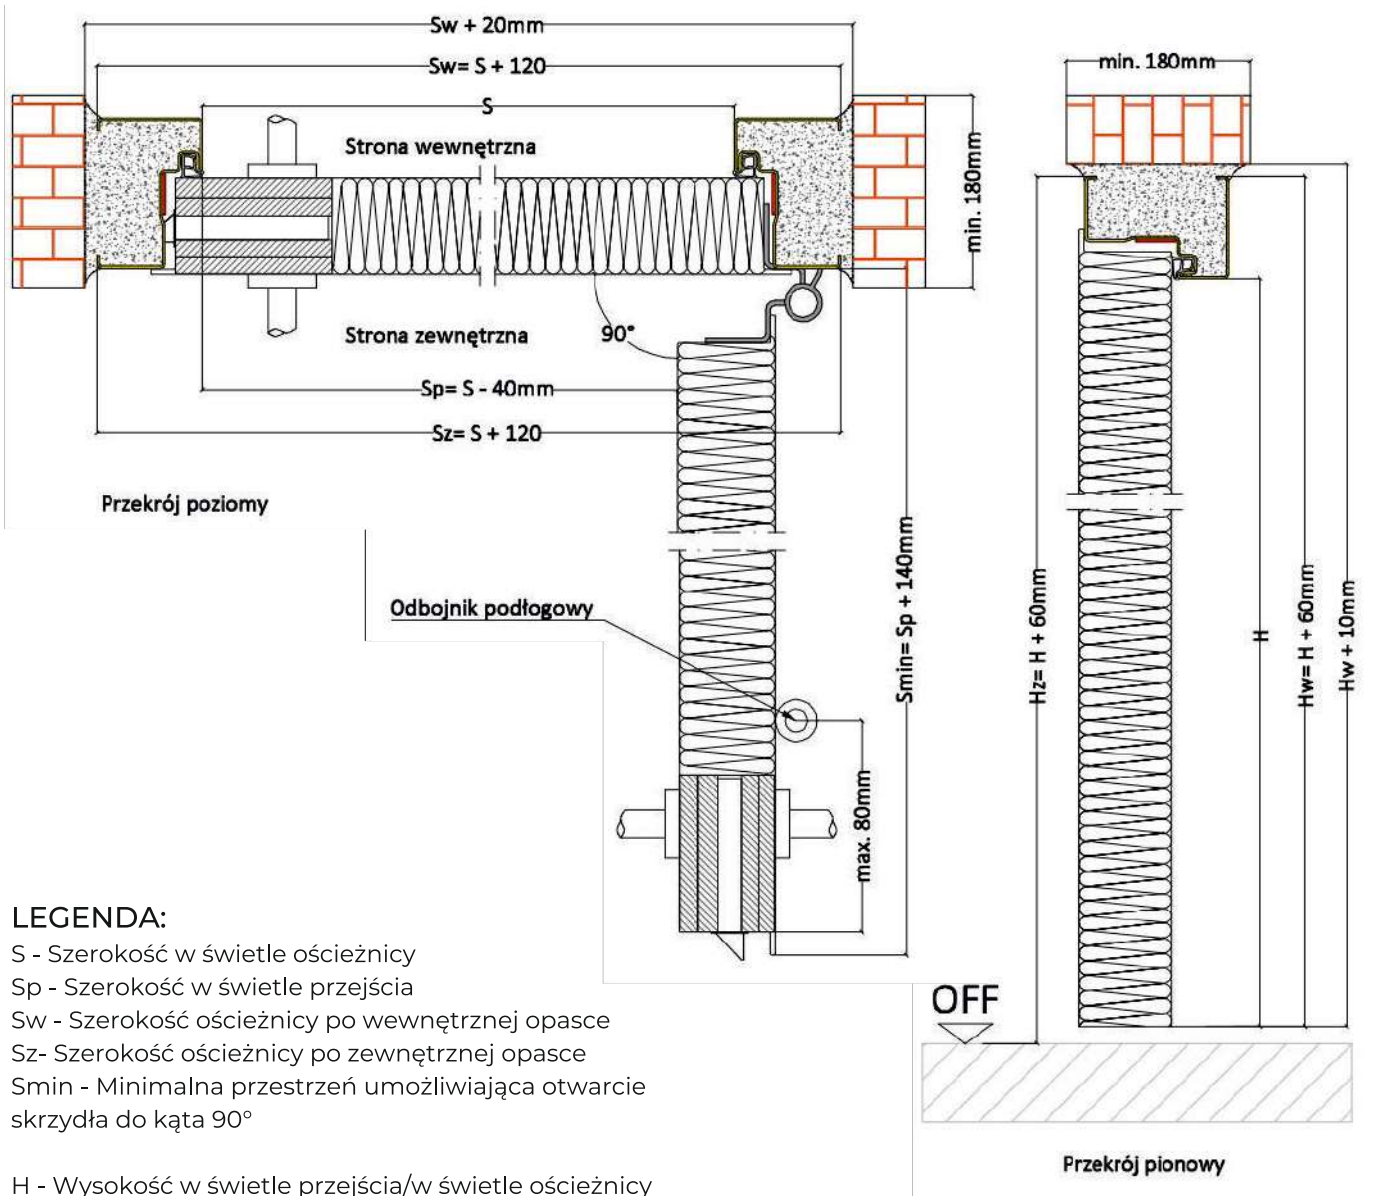 Sw + 20mm
Sw= S + 120
S
Strona wewnętrzna
min. 180mm
Strona zewnętrzna
90°
Sp= S - 40mm
Sz= S + 120
Przekrój poziomy
Odbojnik podłogowy
Smin= Sp + 140mm
max. 80mm
min. 180mm
Hz= H + 60mm
H
Hw= H + 60mm
Hw + 10mm
OFF
Przekrój pionowy
LEGENDA:
S - Szerokość w świetle ościeżnicy
Sp - Szerokość w świetle przejścia
Sw - Szerokość ościeżnicy po wewnętrznej opasce
Sz- Szerokość ościeżnicy po zewnętrznej opasce
Smin - Minimalna przestrzeń umożliwiająca otwarcie
skrzydła do kąta 90°
H - Wysokość w świetle przejścia/w świetle ościeżnicy